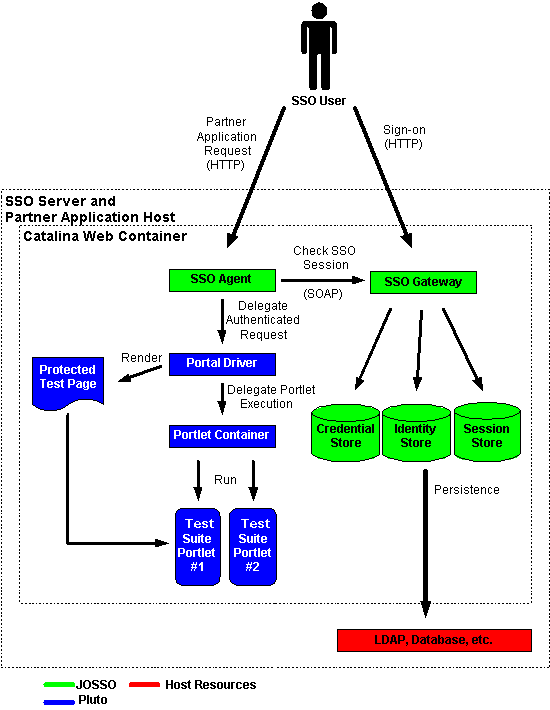 SSO User
Partner
Application
Request
(HTTP)
Sign-on
(HTTP)
SSO Server and
Partner Application Host
Catalina Web Container
Check SSO
Session
(SOAP)
SSO Agent
SSO Gateway
Delegate
Authenticated
Request
Render
Protected
Test Page
Portal Driver
Delegate Portlet
Execution
Portlet Container
Credential
Store
Identity
Store
Session
Store
Run
Persistence
Test
Suite
Portlet
#1
Test
Suite
Portlet
#2
LDAP, Database, etc.
JOSSO
Host Resources
Pluto